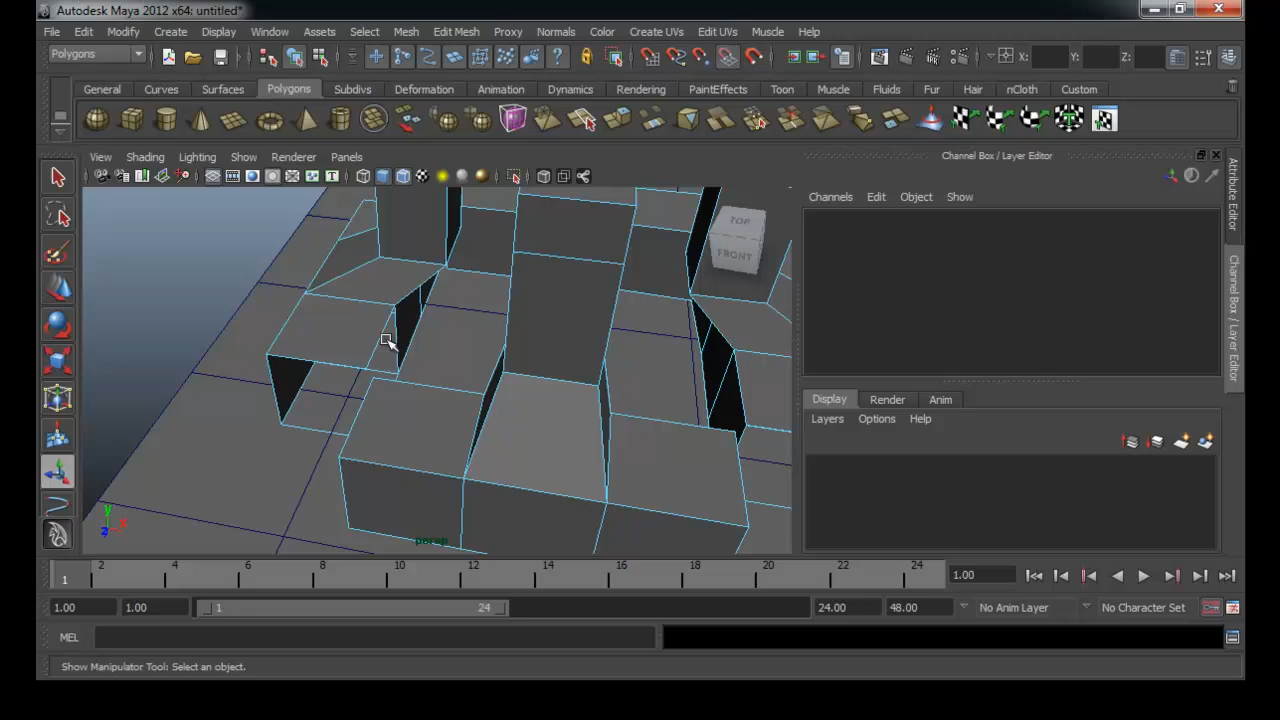 Autodesk Maya 2012 x64: untitled*
File Edit Modify Create Display Window Assets Select Mesh Edit Mesh Proxy Normals Color Create UVs Edit UVs Muscle Help
Polygons X: Y: Z:
General Curves Surfaces Polygons Subdivs Deformation Animation Dynamics Rendering PaintEffects Toon Muscle Fluids Fur Hair nCloth Custom
View Shading Lighting Show Renderer Panels
Channel Box / Layer Editor
Channels Edit Object Show
Attribute Editor
Channel Box / Layer Editor
TOP
FRONT
y
x
z
persp
Display Render Anim
Layers Options Help
1 2 4 6 8 10 12 14 16 18 20 22 24 1.00
1.00 1.00 1 24 24.00 48.00 No Anim Layer No Character Set
MEL
Show Manipulator Tool: Select an object.